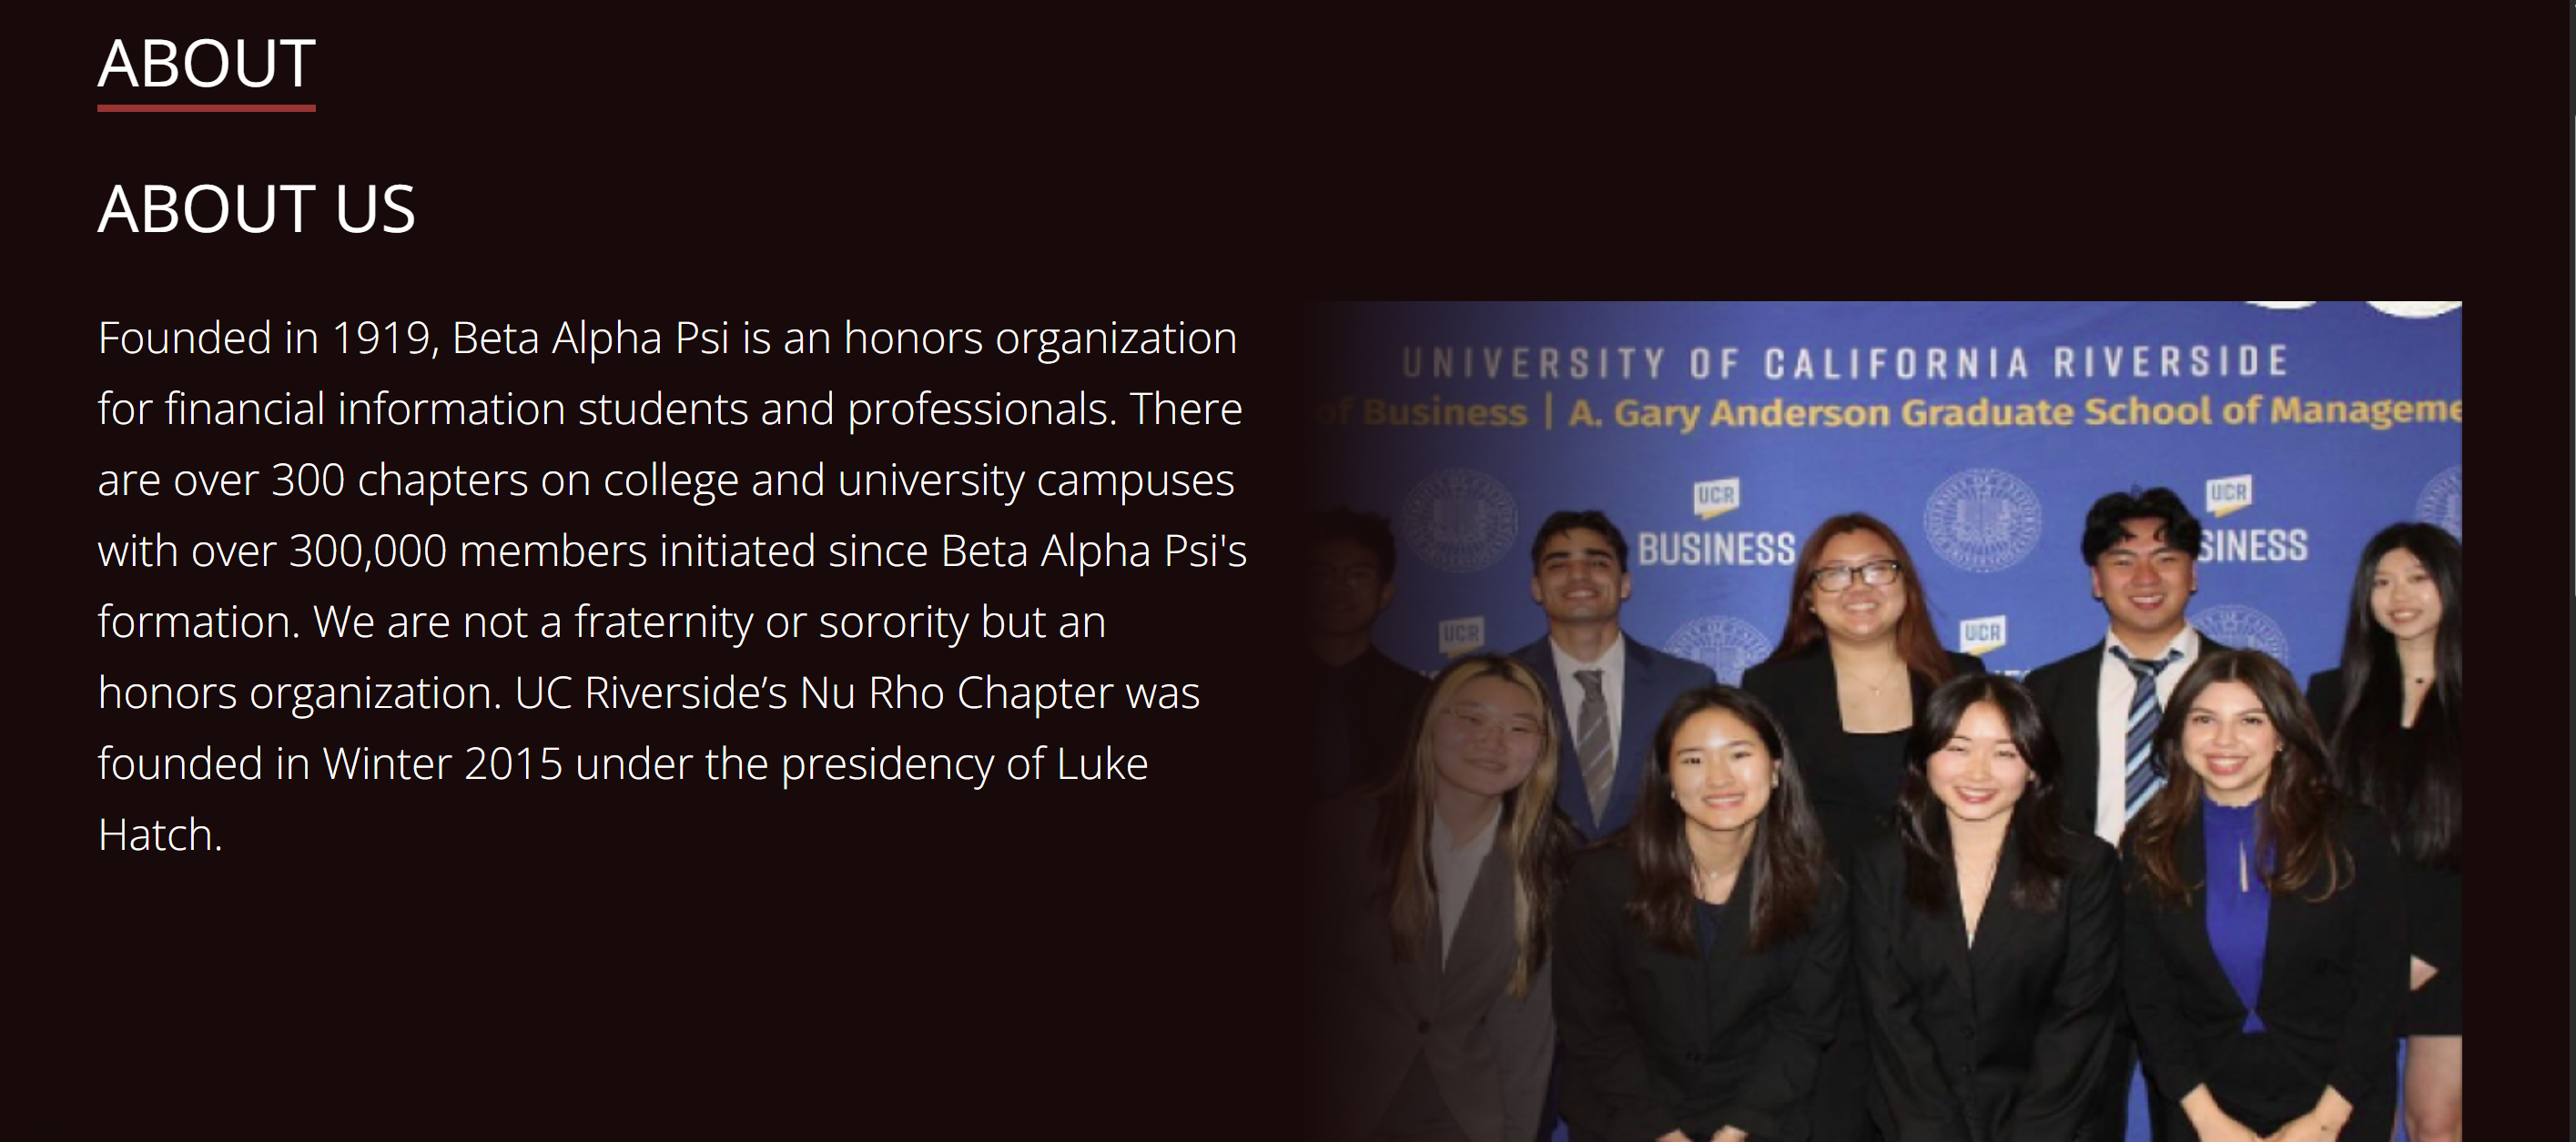 ABOUT
ABOUT US
Founded in 1919, Beta Alpha Psi is an honors organization
for financial information students and professionals. There
are over 300 chapters on college and university campuses
with over 300,000 members initiated since Beta Alpha Psi's
formation. We are not a fraternity or sorority but an
honors organization. UC Riverside’s Nu Rho Chapter was
founded in Winter 2015 under the presidency of Luke
Hatch.
UNIVERSITY OF CALIFORNIA RIVERSIDE
of Business | A. Gary Anderson Graduate School of Manageme
UCR
BUSINESS
UCR
SINESS
UCR
UCR